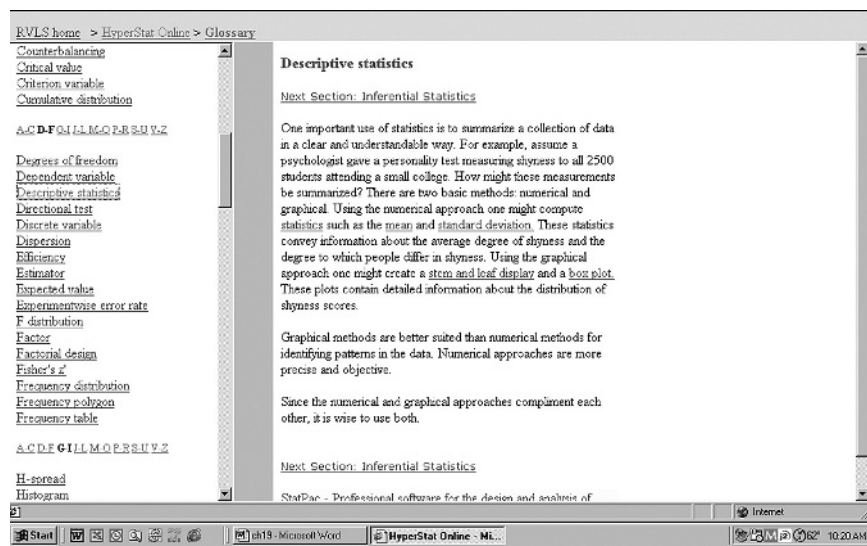 RVLS home > HyperStat Online > Glossary
Counterbalancing
Critical value
Criterion variable
Cumulative distribution
A-C D-F G-I J-L M-O P-R S-U V-Z
Degrees of freedom
Dependent variable
Descriptive statistics
Directional test
Discrete variable
Dispersion
Efficiency
Estimator
Expected value
Experimentwise error rate
F distribution
Factor
Factorial design
Fisher's z'
Frequency distribution
Frequency polygon
Frequency table
A-C D-F G-I J-L M-O P-R S-U V-Z
H-spread
Histogram
Descriptive statistics
Next Section: Inferential Statistics
One important use of statistics is to summarize a collection of data
in a clear and understandable way. For example, assume a
psychologist gave a personality test measuring shyness to all 2500
students attending a small college. How might these measurements
be summarized? There are two basic methods: numerical and
graphical. Using the numerical approach one might compute
statistics such as the mean and standard deviation. These statistics
convey information about the average degree of shyness and the
degree to which people differ in shyness. Using the graphical
approach one might create a stem and leaf display and a box plot.
These plots contain detailed information about the distribution of
shyness scores.
Graphical methods are better suited than numerical methods for
identifying patterns in the data. Numerical approaches are more
precise and objective.
Since the numerical and graphical approaches compliment each
other, it is wise to use both.
Next Section: Inferential Statistics
StatPac - Professional software for the design and analysis of
Internet
Start
ch19 - Microsoft Word
HyperStat Online - Mi...
62° 10:20 AM